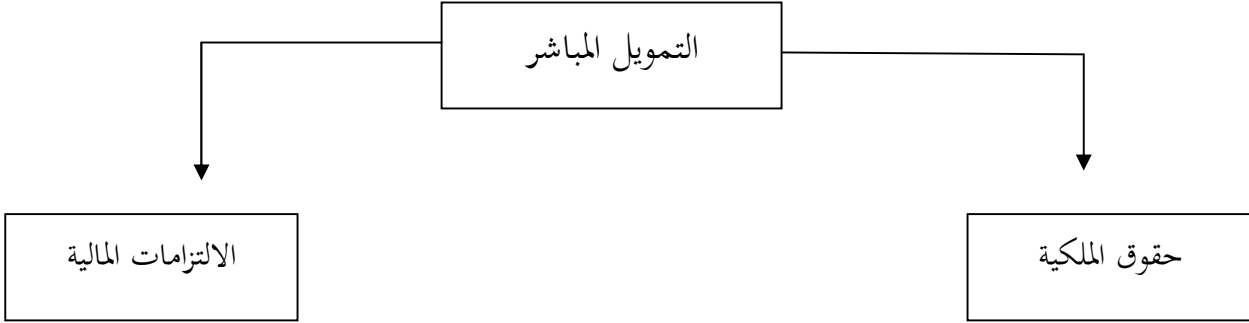 التمويل المباشر
حقوق الملكية
الالتزامات المالية